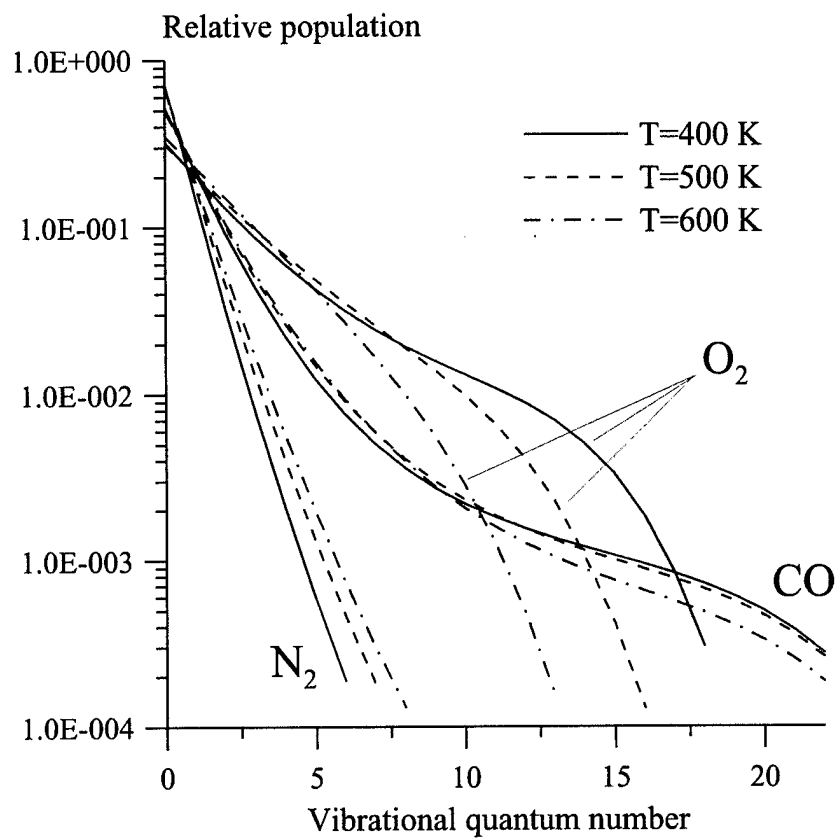 Relative population
1.0E+000
1.0E-001
1.0E-002
1.0E-003
1.0E-004
T=400 K
T=500 K
T=600 K
O₂
CO
N₂
0 5 10 15 20
Vibrational quantum number